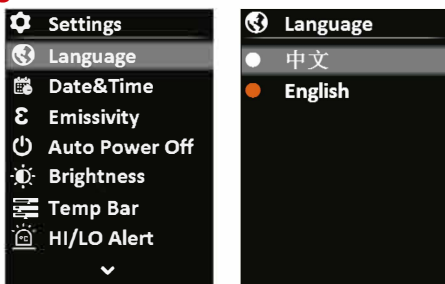 Settings
Language
Date&Time
Emissivity
Auto Power Off
Brightness
Temp Bar
HI/LO Alert
Language
中文
English